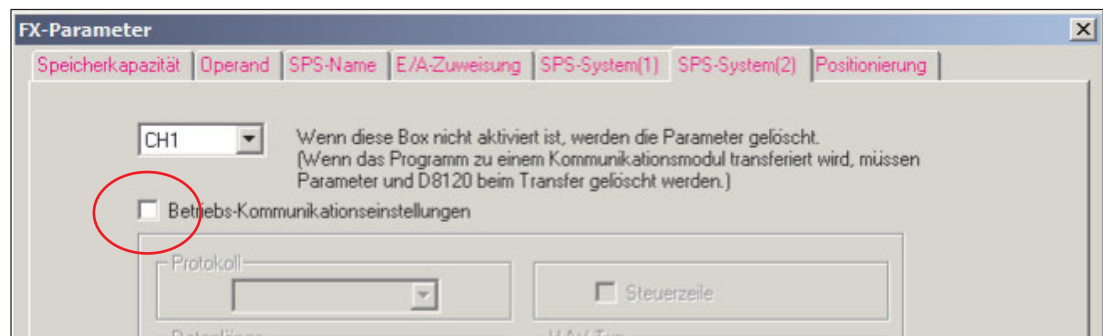 FX-Parameter
Speicherkapazität Operand SPS-Name E/A-Zuweisung SPS-System(1) SPS-System(2) Positionierung
CH1
Wenn diese Box nicht aktiviert ist, werden die Parameter gelöscht.
(Wenn das Programm zu einem Kommunikationsmodul transferiert wird, müssen
Parameter und D8120 beim Transfer gelöscht werden.)
Betriebs-Kommunikationseinstellungen
Protokoll
Steuerzeile